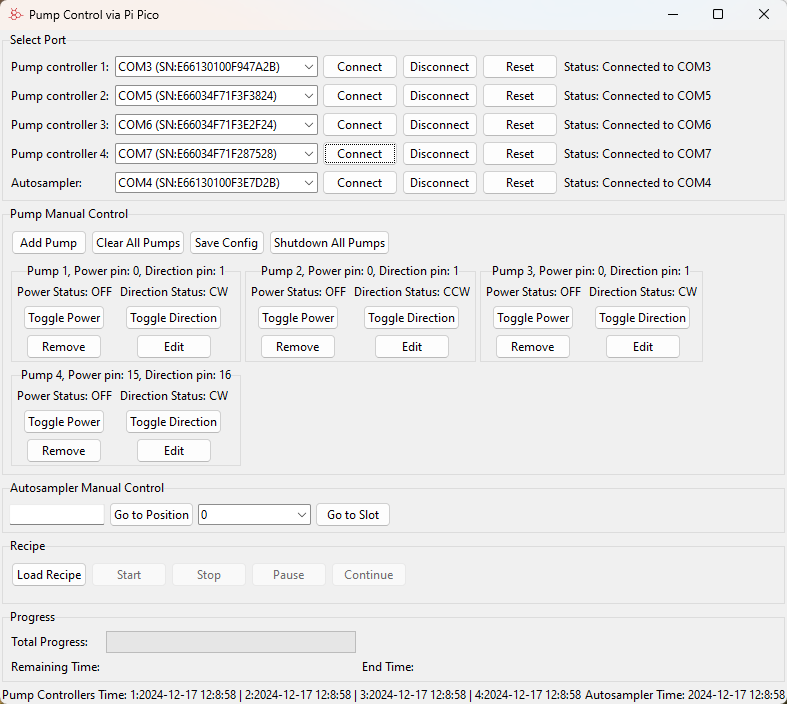 Pump Control via Pi Pico
Select Port
Pump controller 1: COM3 (SN:E66130100F947A2B) Connect Disconnect Reset Status: Connected to COM3
Pump controller 2: COM5 (SN:E66034F71F3F3824) Connect Disconnect Reset Status: Connected to COM5
Pump controller 3: COM6 (SN:E66034F71F3E2F24) Connect Disconnect Reset Status: Connected to COM6
Pump controller 4: COM7 (SN:E66034F71F287528) Connect Disconnect Reset Status: Connected to COM7
Autosampler: COM4 (SN:E66130100F3E7D2B) Connect Disconnect Reset Status: Connected to COM4
Pump Manual Control
Add Pump Clear All Pumps Save Config Shutdown All Pumps
Pump 1, Power pin: 0, Direction pin: 1 Pump 2, Power pin: 0, Direction pin: 1 Pump 3, Power pin: 0, Direction pin: 1
Power Status: OFF Direction Status: CW Power Status: OFF Direction Status: CCW Power Status: OFF Direction Status: CW
Toggle Power Toggle Direction Toggle Power Toggle Direction Toggle Power Toggle Direction
Remove Edit Remove Edit Remove Edit
Pump 4, Power pin: 15, Direction pin: 16
Power Status: OFF Direction Status: CW
Toggle Power Toggle Direction
Remove Edit
Autosampler Manual Control
Go to Position 0 Go to Slot
Recipe
Load Recipe Start Stop Pause Continue
Progress
Total Progress:
Remaining Time: End Time:
Pump Controllers Time: 1:2024-12-17 12:8:58 | 2:2024-12-17 12:8:58 | 3:2024-12-17 12:8:58 | 4:2024-12-17 12:8:58 Autosampler Time: 2024-12-17 12:8:58